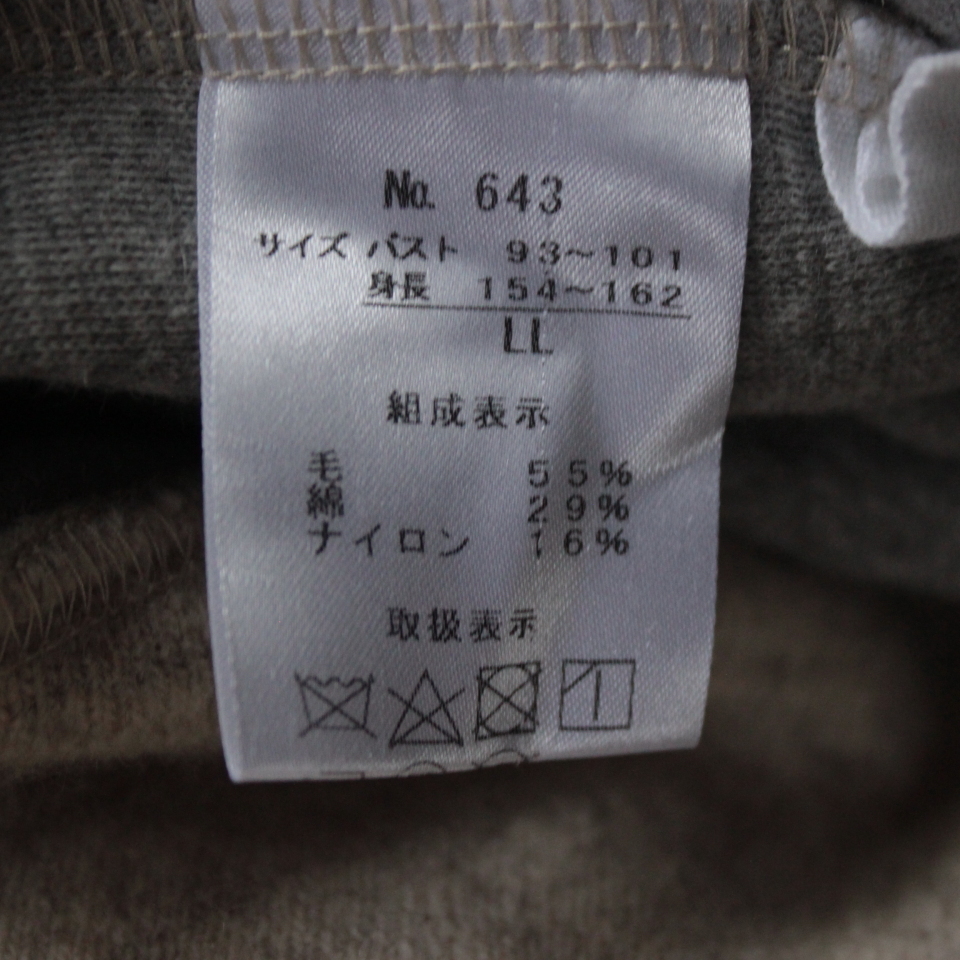 No. 643
サイズ バスト 93～101
身長 154～162
LL
組成表示
毛 55%
綿 29%
ナイロン 16%
取扱表示